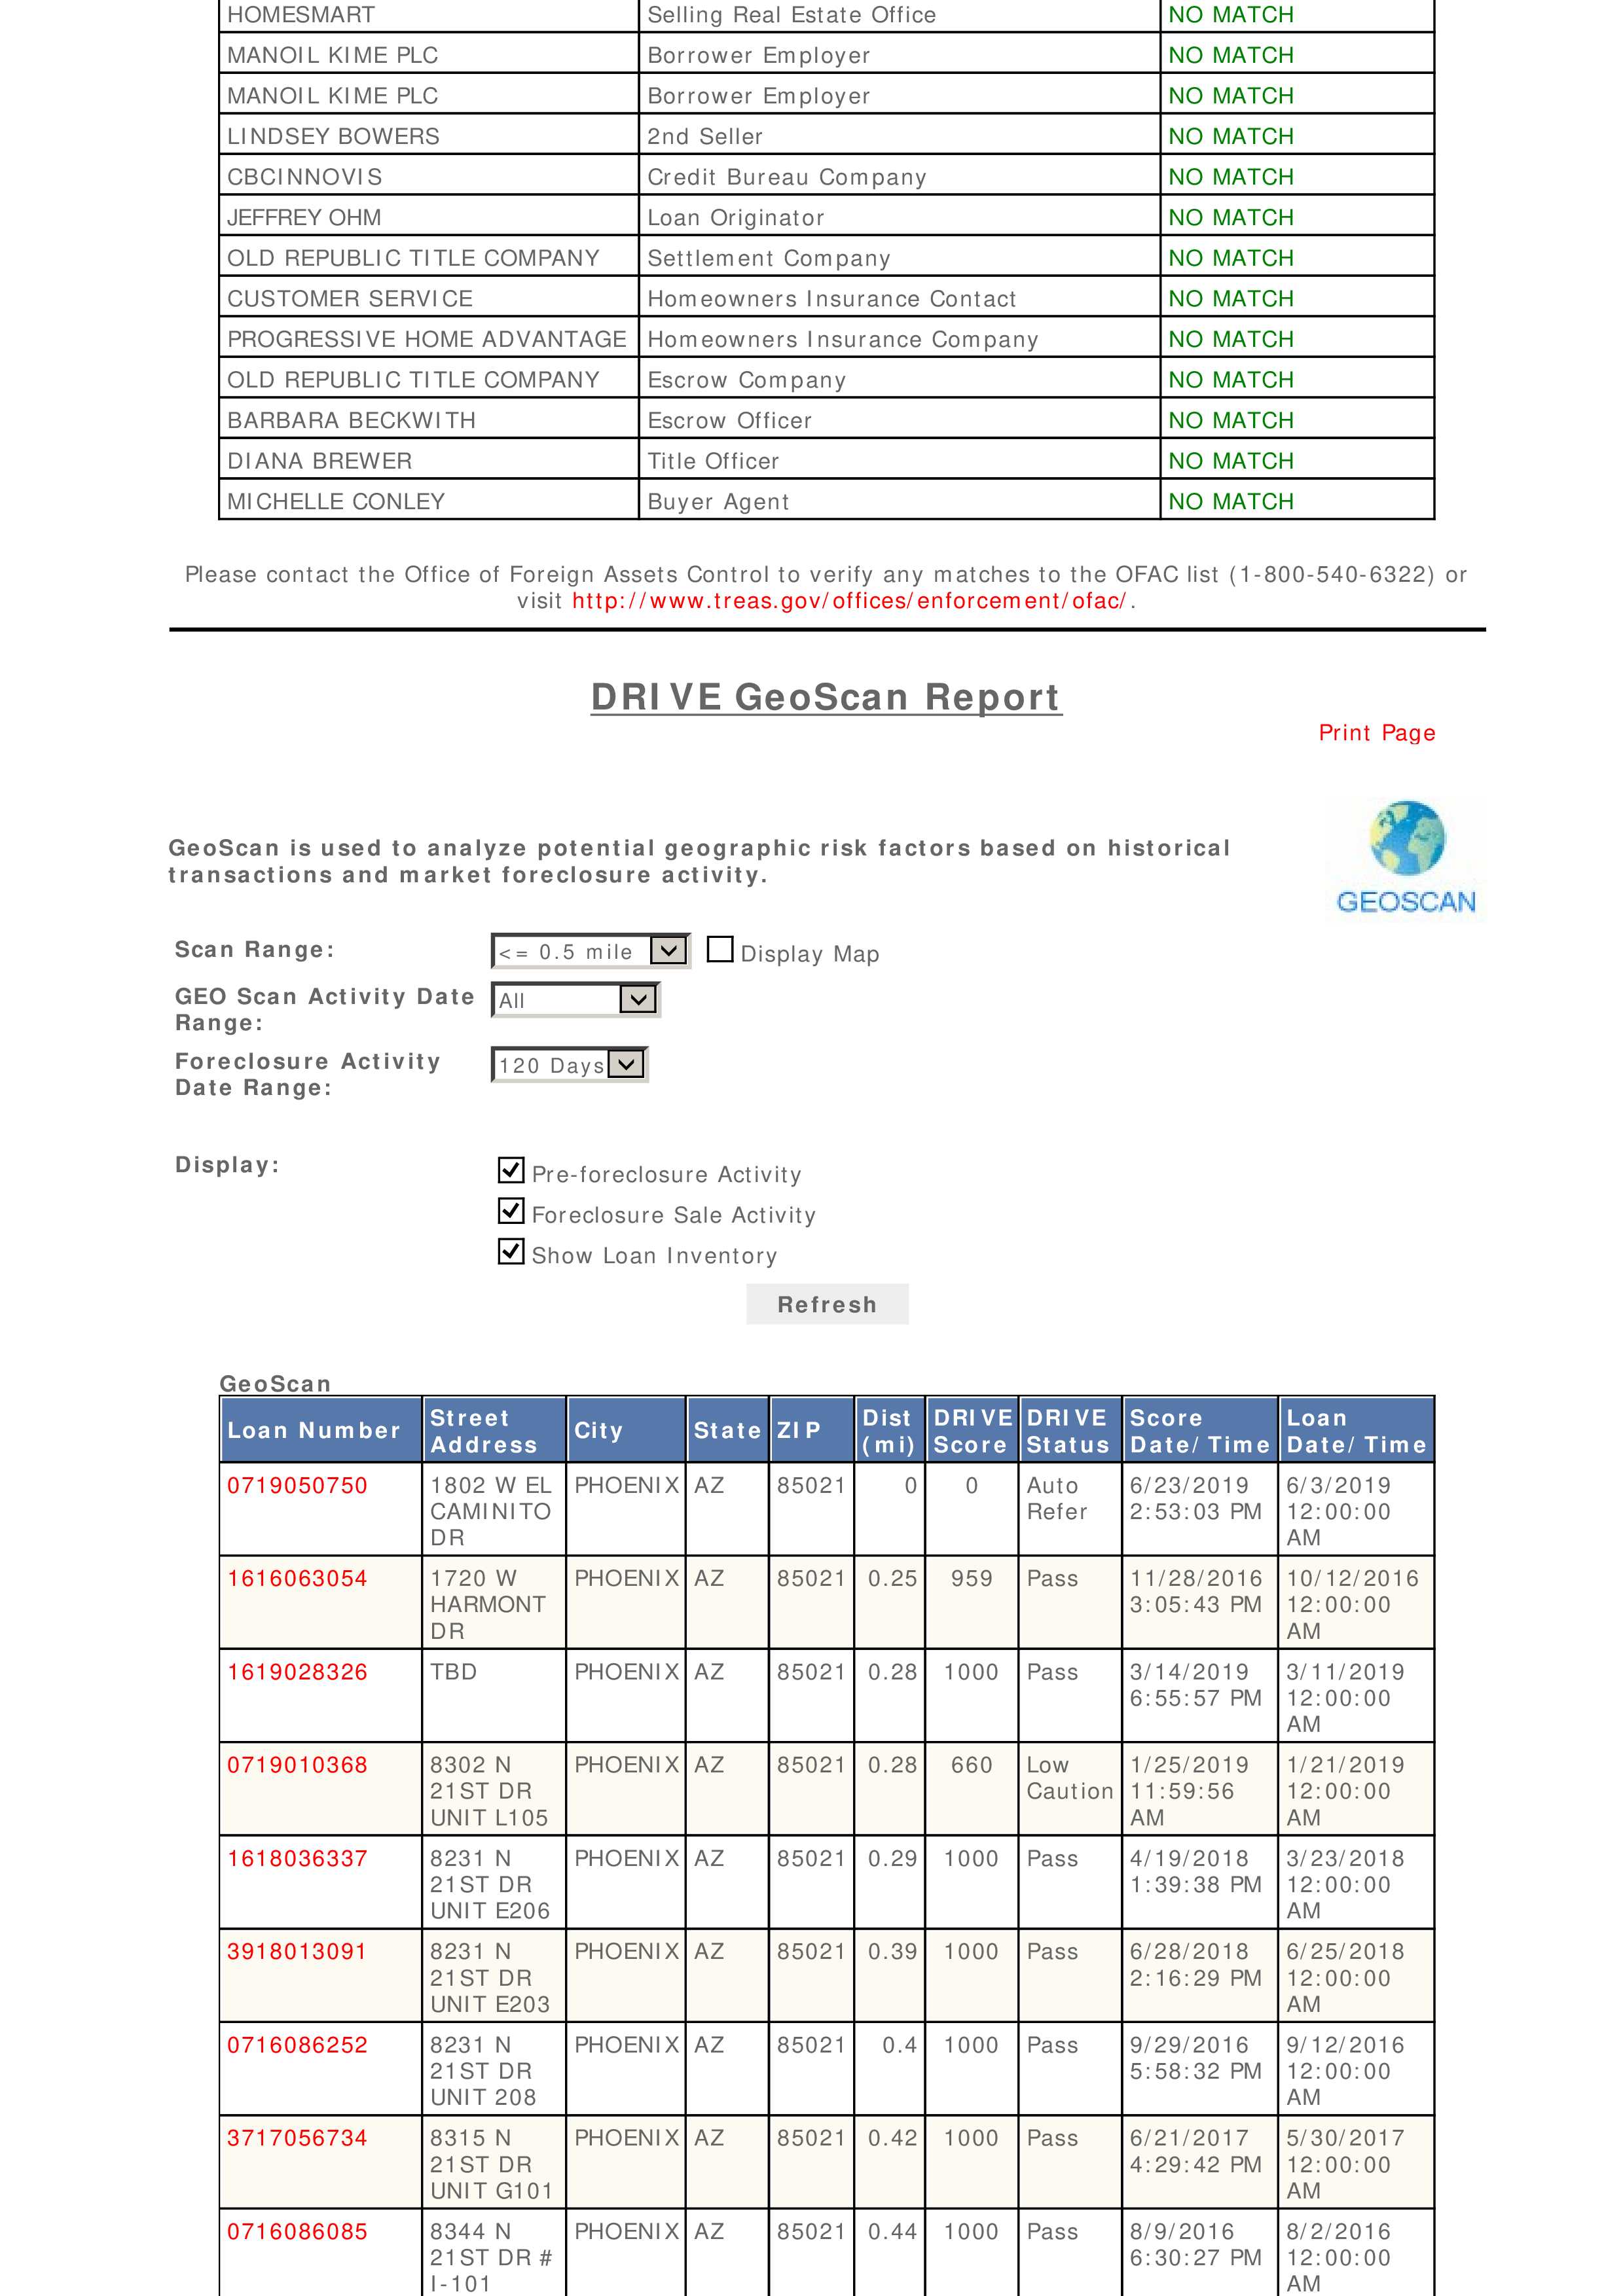 HOMESMART Selling Real Estate Office NO MATCH
MANOIL KIME PLC Borrower Employer NO MATCH
MANOIL KIME PLC Borrower Employer NO MATCH
LINDSEY BOWERS 2nd Seller NO MATCH
CBCINNOVIS Credit Bureau Company NO MATCH
JEFFREY OHM Loan Originator NO MATCH
OLD REPUBLIC TITLE COMPANY Settlement Company NO MATCH
CUSTOMER SERVICE Homeowners Insurance Contact NO MATCH
PROGRESSIVE HOME ADVANTAGE Homeowners Insurance Company NO MATCH
OLD REPUBLIC TITLE COMPANY Escrow Company NO MATCH
BARBARA BECKWITH Escrow Officer NO MATCH
DIANA BREWER Title Officer NO MATCH
MICHELLE CONLEY Buyer Agent NO MATCH
Please contact the Office of Foreign Assets Control to verify any matches to the OFAC list (1-800-540-6322) or
visit http://www.treas.gov/offices/enforcement/ofac/.
DRIVE GeoScan Report
Print Page
GeoScan is used to analyze potential geographic risk factors based on historical
transactions and market foreclosure activity.
GEOSCAN
Scan Range: <= 0.5 mile Display Map
GEO Scan Activity Date All
Range:
Foreclosure Activity 120 Days
Date Range:
Display: Pre-foreclosure Activity
Foreclosure Sale Activity
Show Loan Inventory
Refresh
GeoScan
Loan Number Street City State ZIP Dist DRIVE DRIVE Score Loan
Address (mi) Score Status Date/Time Date/Time
0719050750 1802 W EL PHOENIX AZ 85021 0 0 Auto 6/23/2019 6/3/2019
CAMINITO Refer 2:53:03 PM 12:00:00
DR AM
1616063054 1720 W PHOENIX AZ 85021 0.25 959 Pass 11/28/2016 10/12/2016
HARMONT 3:05:43 PM 12:00:00
DR AM
1619028326 TBD PHOENIX AZ 85021 0.28 1000 Pass 3/14/2019 3/11/2019
6:55:57 PM 12:00:00
AM
0719010368 8302 N PHOENIX AZ 85021 0.28 660 Low 1/25/2019 1/21/2019
21ST DR Caution 11:59:56 12:00:00
UNIT L105 AM AM
1618036337 8231 N PHOENIX AZ 85021 0.29 1000 Pass 4/19/2018 3/23/2018
21ST DR 1:39:38 PM 12:00:00
UNIT E206 AM
3918013091 8231 N PHOENIX AZ 85021 0.39 1000 Pass 6/28/2018 6/25/2018
21ST DR 2:16:29 PM 12:00:00
UNIT E203 AM
0716086252 8231 N PHOENIX AZ 85021 0.4 1000 Pass 9/29/2016 9/12/2016
21ST DR 5:58:32 PM 12:00:00
UNIT 208 AM
3717056734 8315 N PHOENIX AZ 85021 0.42 1000 Pass 6/21/2017 5/30/2017
21ST DR 4:29:42 PM 12:00:00
UNIT G101 AM
0716086085 8344 N PHOENIX AZ 85021 0.44 1000 Pass 8/9/2016 8/2/2016
21ST DR # 6:30:27 PM 12:00:00
I-101 AM